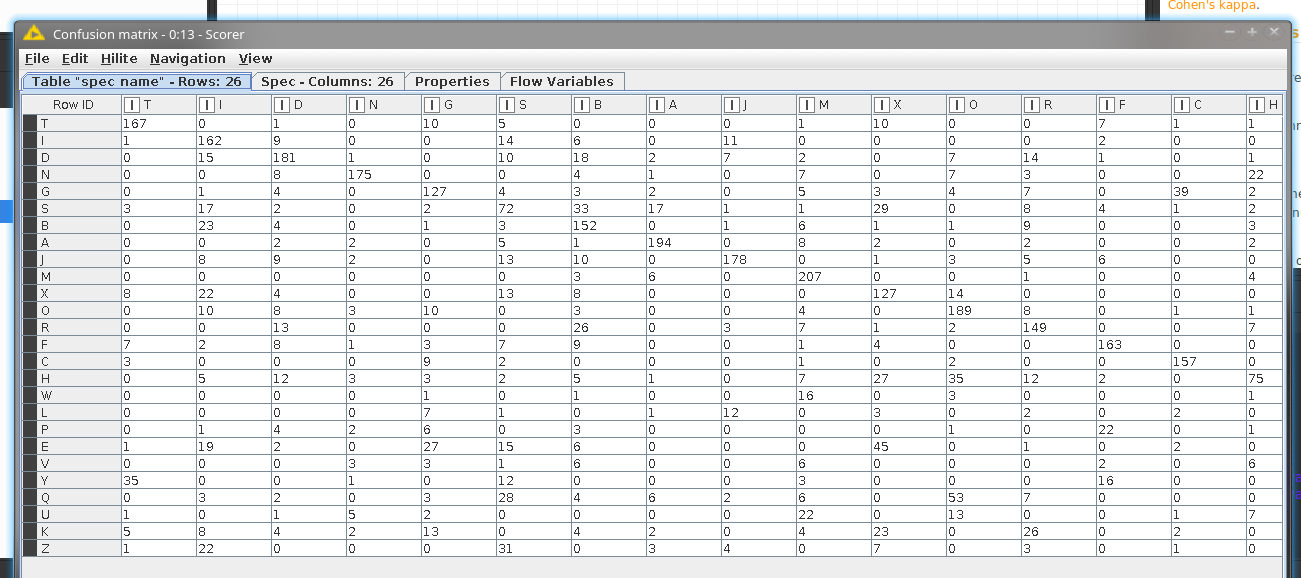 Cohen's kappa.
Confusion matrix - 0:13 - Scorer
File Edit Hilite Navigation View
Table "spec name" - Rows: 26 Spec - Columns: 26 Properties Flow Variables
Row ID I T I I I D I N I G I S I B I A I J I M I X I O I R I F I C I H
T 167 0 1 0 10 5 0 0 0 1 10 0 0 7 1 1
I 1 162 9 0 0 14 6 0 11 0 0 0 0 2 0 0
D 0 15 181 1 0 10 18 2 7 2 0 7 14 1 0 1
N 0 0 8 175 0 0 4 1 0 7 0 7 3 0 0 22
G 0 1 4 0 127 4 3 2 0 5 3 4 7 0 39 2
S 3 17 2 0 2 72 33 17 1 1 29 0 8 4 1 2
B 0 23 4 0 1 3 152 0 1 6 1 1 9 0 0 3
A 0 0 2 2 0 5 1 194 0 8 2 0 2 0 0 2
J 0 8 9 2 0 13 10 0 178 0 1 3 5 6 0 0
M 0 0 0 0 0 0 3 6 0 207 0 0 1 0 0 4
X 8 22 4 0 0 13 8 0 0 0 127 14 0 0 0 0
O 0 10 8 3 10 0 3 0 0 4 0 189 8 0 1 1
R 0 0 13 0 0 0 26 0 3 7 1 2 149 0 0 7
F 7 2 8 1 3 7 9 0 0 1 4 0 0 163 0 0
C 3 0 0 0 9 2 0 0 0 1 0 2 0 0 157 0
H 0 5 12 3 3 2 5 1 0 7 27 35 12 2 0 75
W 0 0 0 0 1 0 1 0 0 16 0 3 0 0 0 1
L 0 0 0 0 7 1 0 1 12 0 3 0 2 0 2 0
P 0 1 4 2 6 0 3 0 0 0 0 1 0 22 0 1
E 1 19 2 0 27 15 6 0 0 0 45 0 1 0 2 0
V 0 0 0 3 3 1 6 0 0 6 0 0 0 2 0 6
Y 35 0 0 1 0 12 0 0 0 3 0 0 0 16 0 0
Q 0 3 2 0 3 28 4 6 2 6 0 53 7 0 0 0
U 1 0 1 5 2 0 0 0 0 22 0 13 0 0 1 7
K 5 8 4 2 13 0 4 2 0 4 23 0 26 0 2 0
Z 1 22 0 0 0 31 0 3 4 0 7 0 3 0 1 0